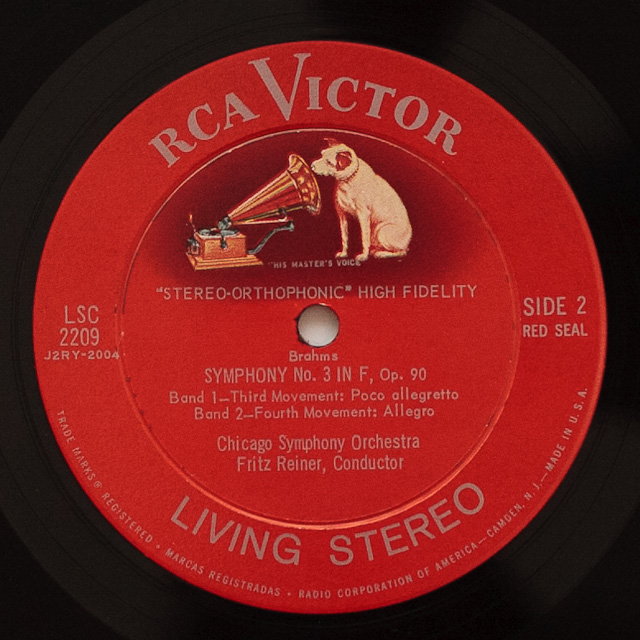 RCA VICTOR
"HIS MASTER'S VOICE"
"STEREO-ORTHOPHONIC" HIGH FIDELITY
LSC
2209
J2RY-2004
SIDE 2
RED SEAL
Brahms
SYMPHONY No. 3 IN F, Op. 90
Band 1—Third Movement: Poco allegretto
Band 2—Fourth Movement: Allegro
Chicago Symphony Orchestra
Fritz Reiner, Conductor
LIVING STEREO
TRADE MARKS® REGISTERED • MARCAS REGISTRADAS • RADIO CORPORATION OF AMERICA—CAMDEN, N. J.—MADE IN U. S. A.